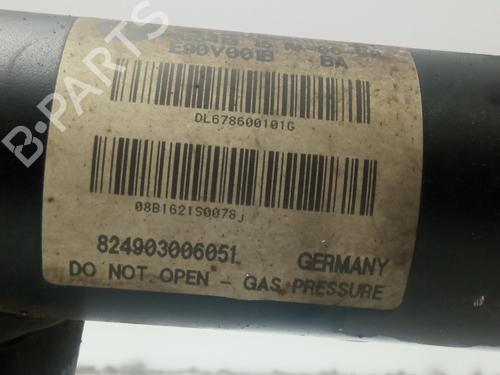 E90V001B BA
DL678600101G
08B1621S0078j
824903006051 GERMANY
DO NOT OPEN - GAS PRESSURE
B-PARTS